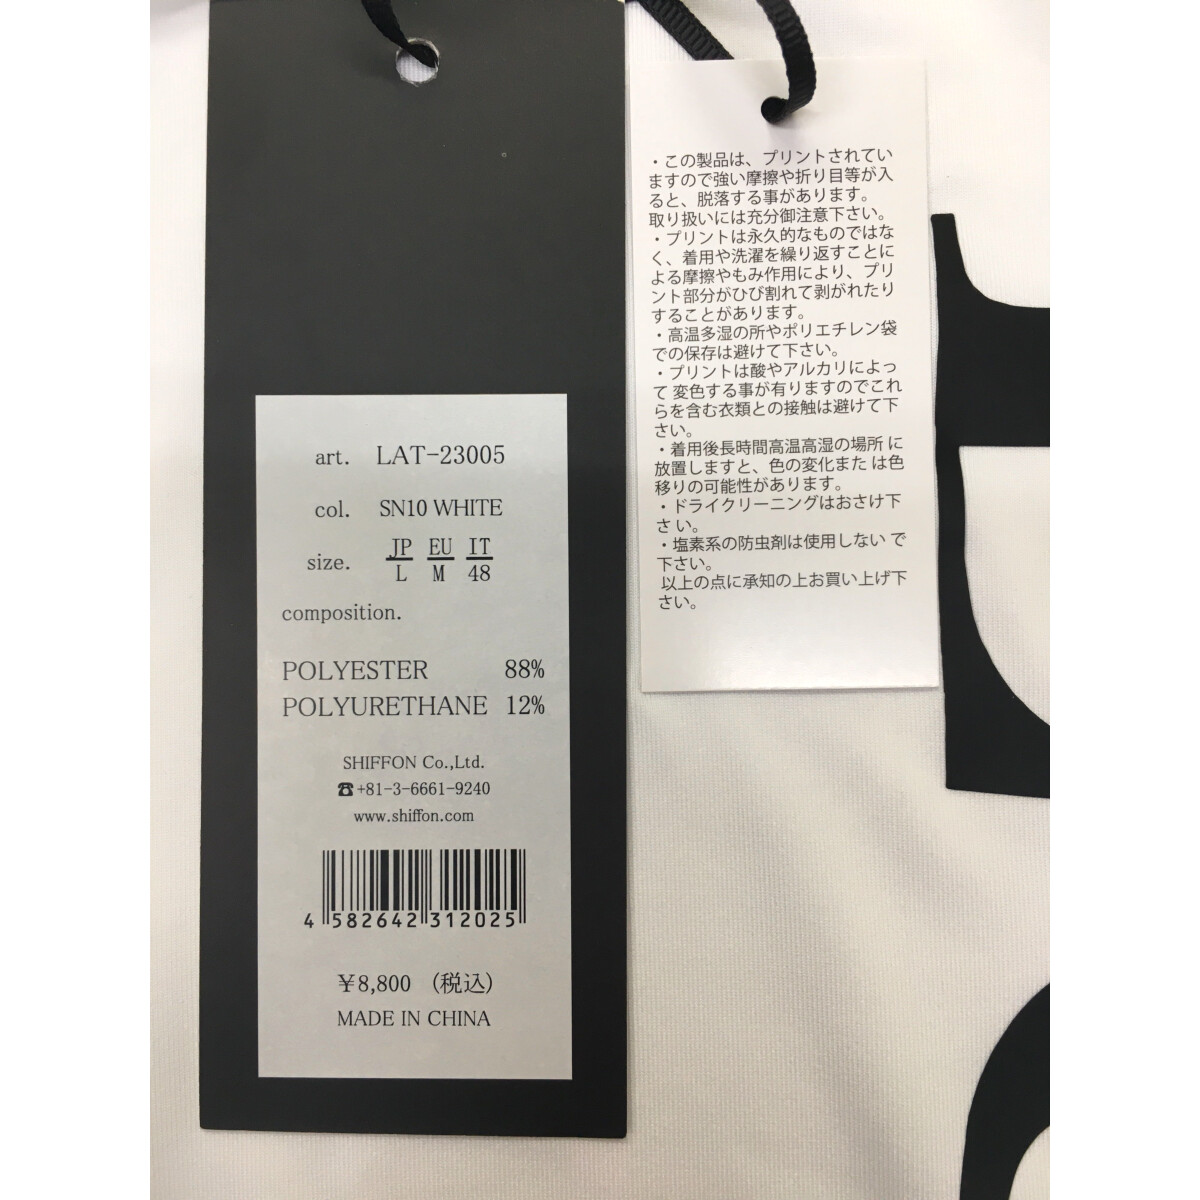 art. LAT-23005
col. SN10 WHITE
size. JP EU IT
L M 48
composition.
POLYESTER 88%
POLYURETHANE 12%
SHIFFON Co.,Ltd.
☎+81-3-6661-9240
www.shiffon.com
4 582642 312025
￥8,800 （税込）
MADE IN CHINA
・この製品は、プリントされてい
ますので強い摩擦や折り目等が入
ると、脱落する事があります。
取り扱いには充分御注意下さい。
・プリントは永久的なものではな
く、着用や洗濯を繰り返すことに
よる摩擦やもみ作用により、プリ
ント部分がひび割れて剥がれたり
することがあります。
・高温多湿の所やポリエチレン袋
での保存は避けて下さい。
・プリントは酸やアルカリによっ
て 変色する事が有りますのでこれ
らを含む衣類との接触は避けて下
さい。
・着用後長時間高温高湿の場所 に
放置しますと、色の変化また は色
移りの可能性があります。
・ドライクリーニングはおさけ下
さ い。
・塩素系の防虫剤は使用しない で
下さい。
以上の点に承知の上お買い上げ下
さい。